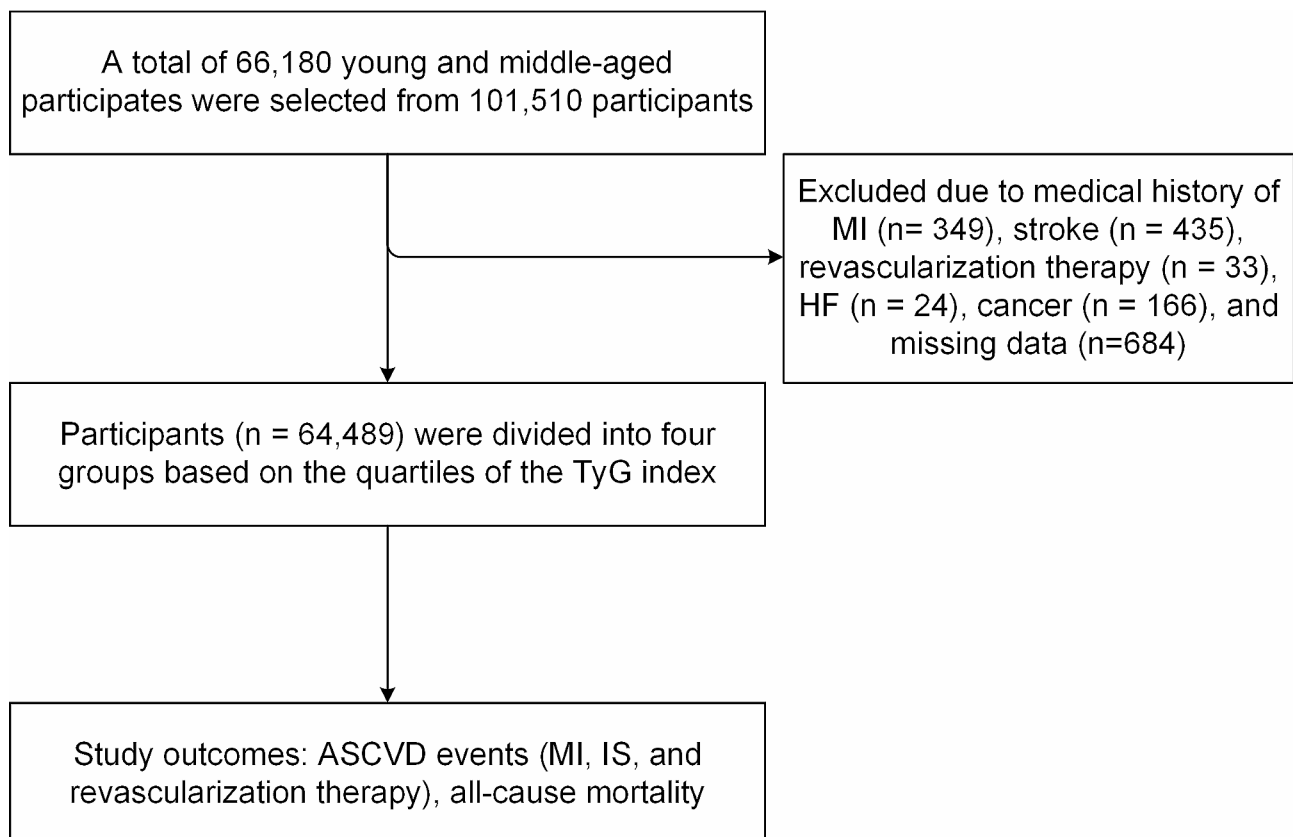 A total of 66,180 young and middle-aged
participates were selected from 101,510 participants
Excluded due to medical history of
MI (n= 349), stroke (n = 435),
revascularization therapy (n = 33),
HF (n = 24), cancer (n = 166), and
missing data (n=684)
Participants (n = 64,489) were divided into four
groups based on the quartiles of the TyG index
Study outcomes: ASCVD events (MI, IS, and
revascularization therapy), all-cause mortality